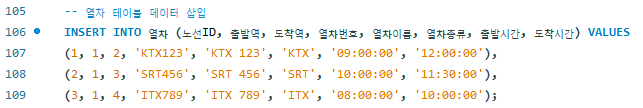 105 -- 열차 테이블 데이터 삽입
106 INSERT INTO 열차 (노선ID, 출발역, 도착역, 열차번호, 열차이름, 열차종류, 출발시간, 도착시간) VALUES
107 (1, 1, 2, 'KTX123', 'KTX 123', 'KTX', '09:00:00', '12:00:00'),
108 (2, 1, 3, 'SRT456', 'SRT 456', 'SRT', '10:00:00', '11:30:00'),
109 (3, 1, 4, 'ITX789', 'ITX 789', 'ITX', '08:00:00', '10:00:00');